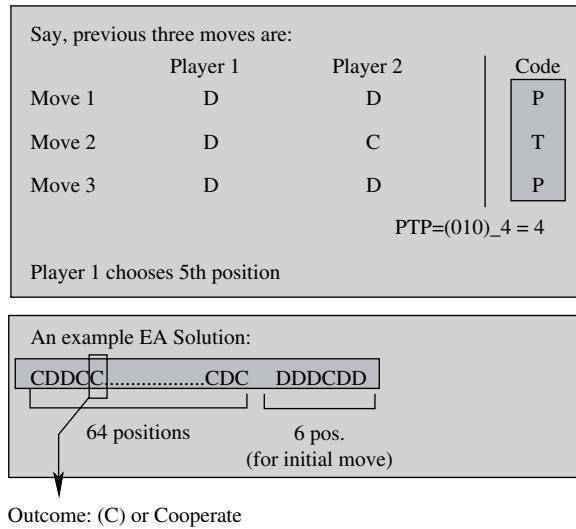 Say, previous three moves are:
Player 1 Player 2 Code
Move 1 D D P
Move 2 D C T
Move 3 D D P
PTP=(010)_4 = 4
Player 1 chooses 5th position
An example EA Solution:
CDDCC...................CDC DDDCDD
64 positions 6 pos.
(for initial move)
Outcome: (C) or Cooperate